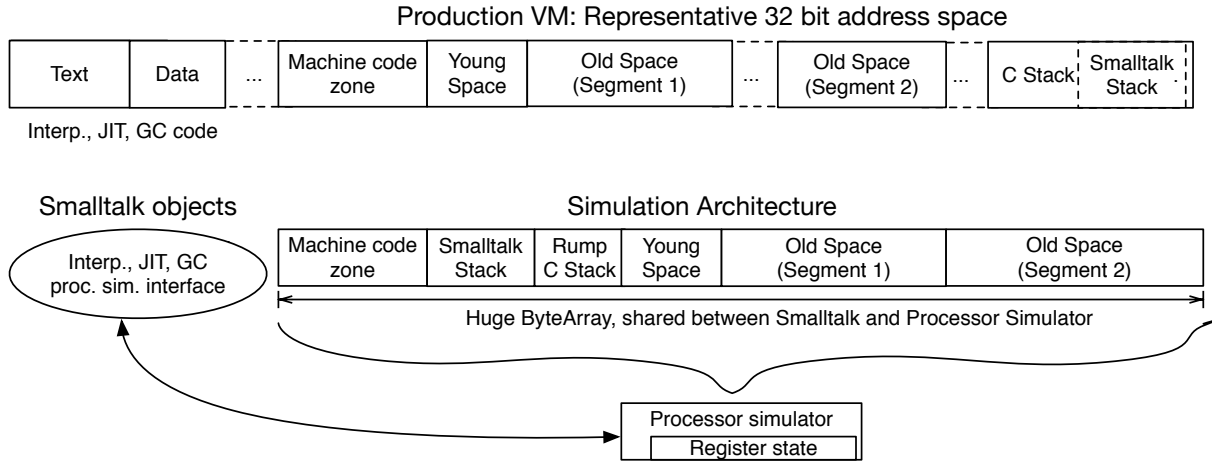 Production VM: Representative 32 bit address space
Text
Data
...
Machine code
zone
Young
Space
Old Space
(Segment 1)
...
Old Space
(Segment 2)
...
C Stack
Smalltalk
Stack
.
Interp., JIT, GC code
Smalltalk objects
Simulation Architecture
Interp., JIT, GC
proc. sim. interface
Machine code
zone
Smalltalk
Stack
Rump
C Stack
Young
Space
Old Space
(Segment 1)
Old Space
(Segment 2)
Huge ByteArray, shared between Smalltalk and Processor Simulator
Processor simulator
Register state